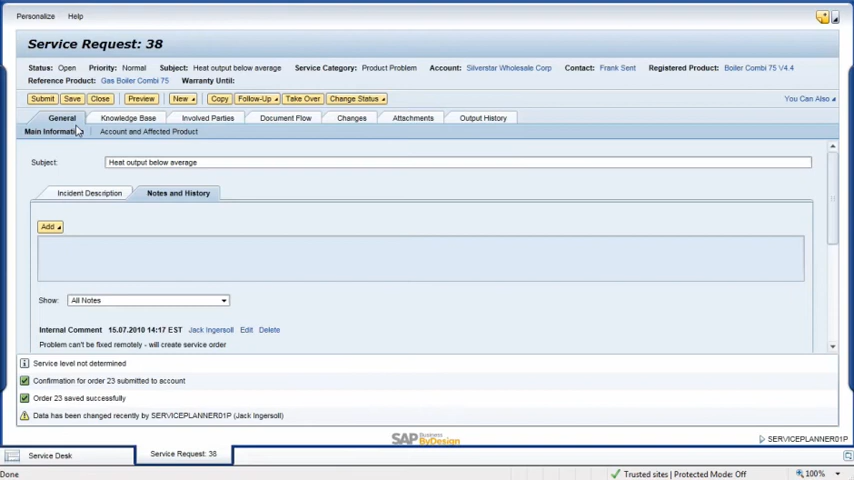 Personalize Help
Service Request: 38
Status: Open Priority: Normal Subject: Heat output below average Service Category: Product Problem Account: Silverstar Wholesale Corp Contact: Frank Sent Registered Product: Boiler Combi 75 V4.4
Reference Product: Gas Boiler Combi 75 Warranty Until:
Submit Save Close Preview New Copy Follow-Up Take Over Change Status You Can Also
General Knowledge Base Involved Parties Document Flow Changes Attachments Output History
Main Information Account and Affected Product
Subject: Heat output below average
Incident Description Notes and History
Add
Show: All Notes
Internal Comment 15.07.2010 14:17 EST Jack Ingersoll Edit Delete
Problem can't be fixed remotely - will create service order
Service level not determined
Confirmation for order 23 submitted to account
Order 23 saved successfully
Data has been changed recently by SERVICEPLANNER01P (Jack Ingersoll)
SAP Business ByDesign
SERVICEPLANNER01P
Service Desk Service Request: 38
Done Trusted sites | Protected Mode: Off 100%